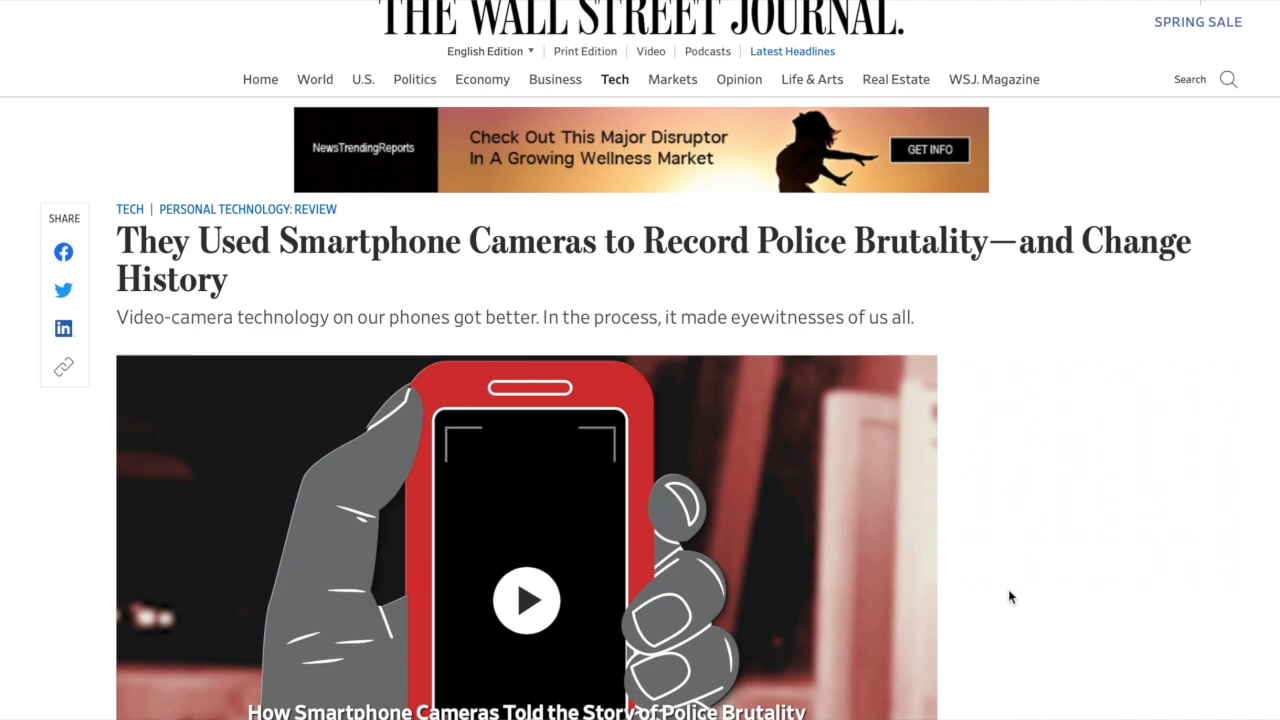 THE WALL STREET JOURNAL.
SPRING SALE
English Edition Print Edition Video Podcasts Latest Headlines
Home World U.S. Politics Economy Business Tech Markets Opinion Life & Arts Real Estate WSJ. Magazine Search
NewsTrendingReports
Check Out This Major Disruptor
In A Growing Wellness Market
GET INFO
SHARE
TECH | PERSONAL TECHNOLOGY: REVIEW
They Used Smartphone Cameras to Record Police Brutality—and Change
History
Video-camera technology on our phones got better. In the process, it made eyewitnesses of us all.
in
How Smartphone Cameras Told the Story of Police Brutality